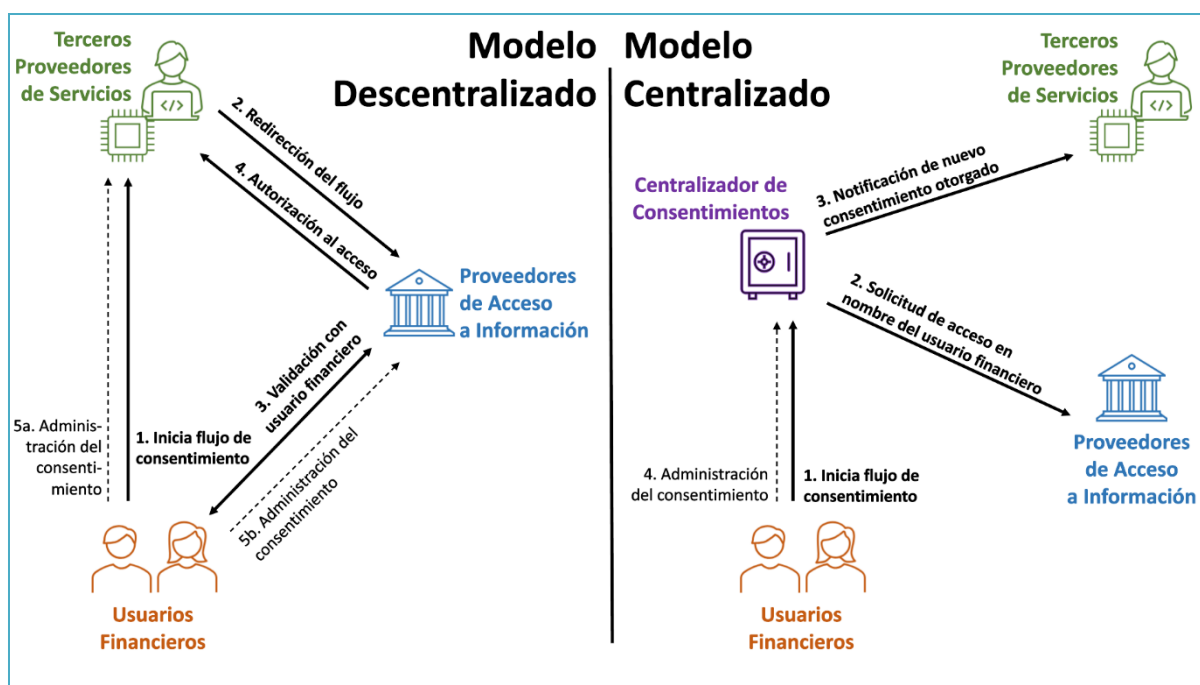 Modelo
Descentralizado
Terceros
Proveedores
de Servicios
</>
2. Redirección del flujo
4. Autorización al acceso
Proveedores
de Acceso
a Información
3. Validación con
usuario financiero
5b. Administración del
consentimiento
5a. Adminis-
tración del
consenti-
miento
1. Inicia flujo de
consentimiento
Usuarios
Financieros
Modelo
Centralizado
Terceros
Proveedores
de Servicios
</>
Centralizador de
Consentimientos
3. Notificación de nuevo
consentimiento otorgado
2. Solicitud de acceso en
nombre del usuario financiero
Proveedores
de Acceso
a Información
4. Administración
del consentimiento
1. Inicia flujo de
consentimiento
Usuarios
Financieros